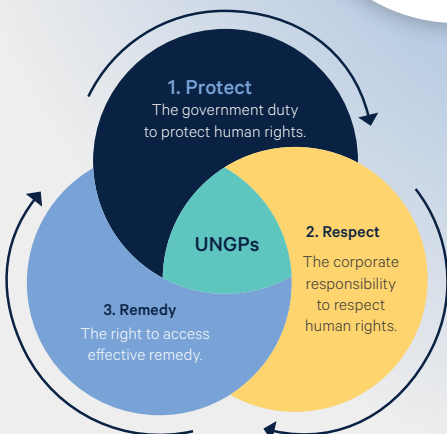 1. Protect
The government duty
to protect human rights.
UNGPs
2. Respect
The corporate
responsibility
to respect
human rights.
3. Remedy
The right to access
effective remedy.